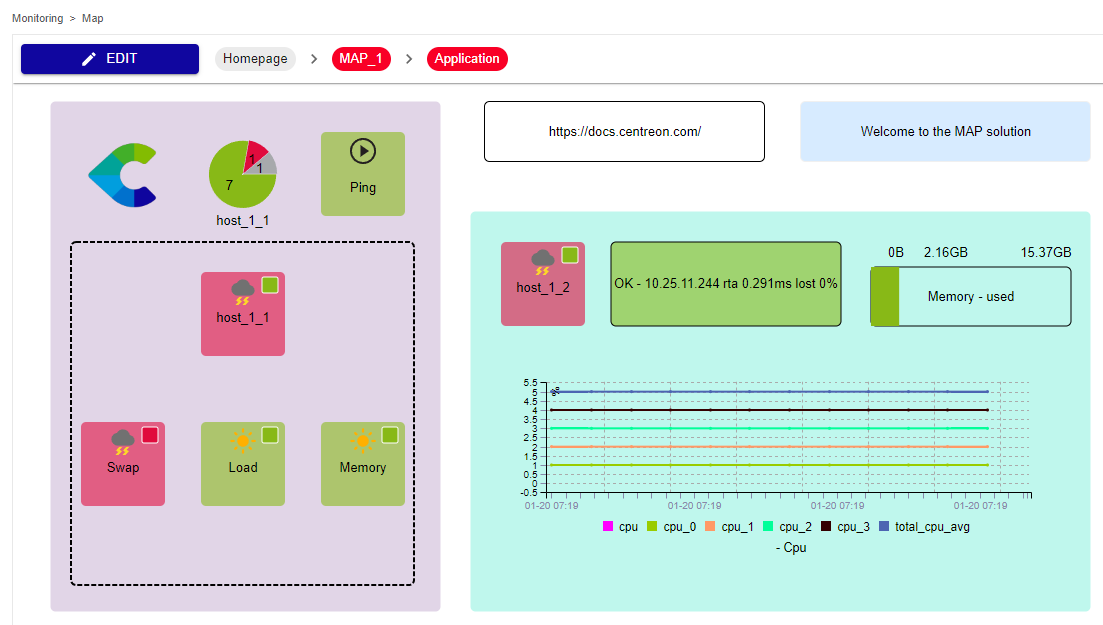 Monitoring > Map
EDIT
Homepage > MAP_1 > Application
1
1
7
host_1_1
Ping
host_1_1
Swap
Load
Memory
https://docs.centreon.com/
Welcome to the MAP solution
host_1_2
OK - 10.25.11.244 rta 0.291ms lost 0%
0B 2.16GB 15.37GB
Memory - used
5.5
5
4.5
4
3.5
3
2.5
2
1.5
1
0.5
0
-0.5
01-20 07:19 01-20 07:19 01-20 07:19 01-20 07:19
cpu cpu_0 cpu_1 cpu_2 cpu_3 total_cpu_avg
- Cpu